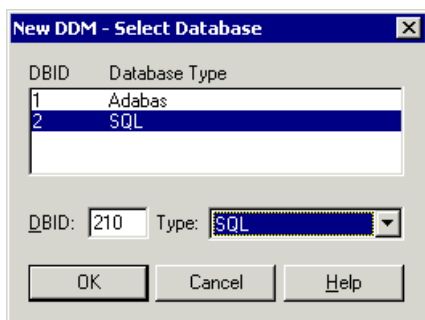 New DDM - Select Database
DBID Database Type
1 Adabas
2 SQL
DBID: 210 Type: SQL
OK Cancel Help